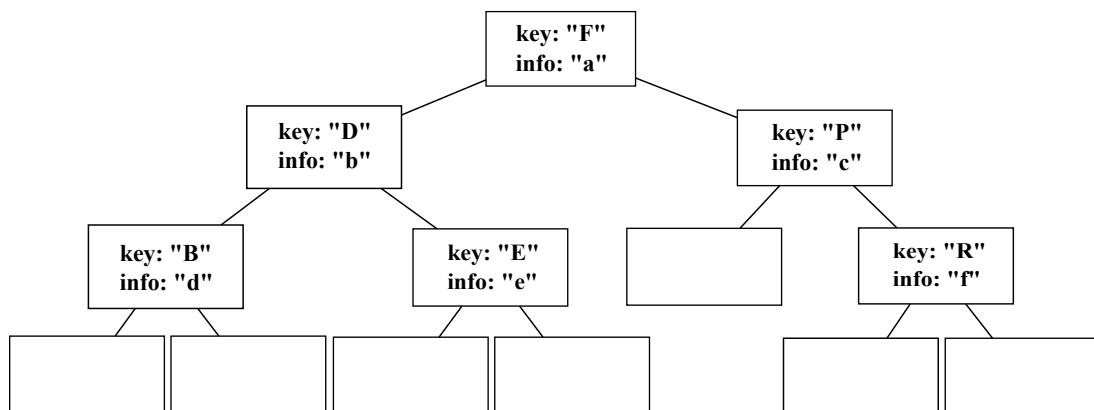 key: "F"
info: "a"
key: "D"
info: "b"
key: "P"
info: "c"
key: "B"
info: "d"
key: "E"
info: "e"
key: "R"
info: "f"